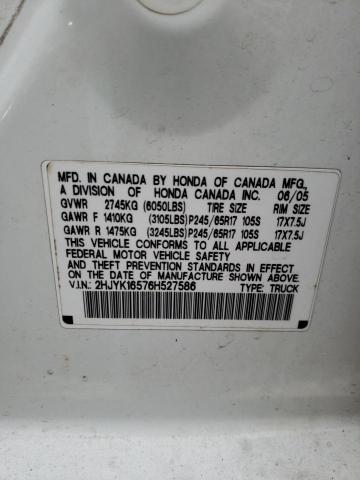 MFD. IN CANADA BY HONDA OF CANADA MFG.,
A DIVISION OF HONDA CANADA INC. 06/05
GVWR 2745KG (6050LBS) TIRE SIZE RIM SIZE
GAWR F 1410KG (3105LBS) P245/65R17 105S 17X7.5J
GAWR R 1475KG (3245LBS) P245/65R17 105S 17X7.5J
THIS VEHICLE CONFORMS TO ALL APPLICABLE
FEDERAL MOTOR VEHICLE SAFETY
AND THEFT PREVENTION STANDARDS IN EFFECT
ON THE DATE OF MANUFACTURE SHOWN ABOVE.
V.I.N.: 2HJYK16576H527586 TYPE: TRUCK